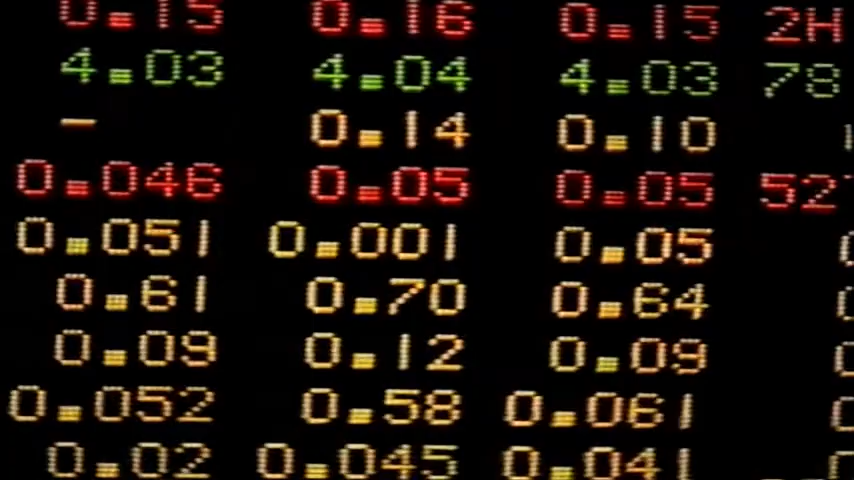 0.15 0.16 0.15 2H
4.03 4.04 4.03 78
– 0.14 0.10
0.046 0.05 0.05 52
0.051 0.001 0.05
0.61 0.70 0.64
0.09 0.12 0.09
0.052 0.58 0.061
0.02 0.045 0.041